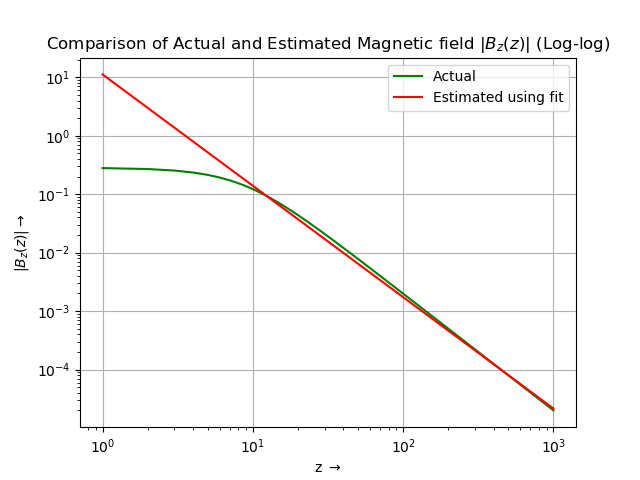 Comparison of Actual and Estimated Magnetic field |B_z(z)| (Log-log)
Actual
Estimated using fit
10^1
10^0
10^-1
10^-2
10^-3
10^-4
|B_z(z)| →
10^0 10^1 10^2 10^3
z →